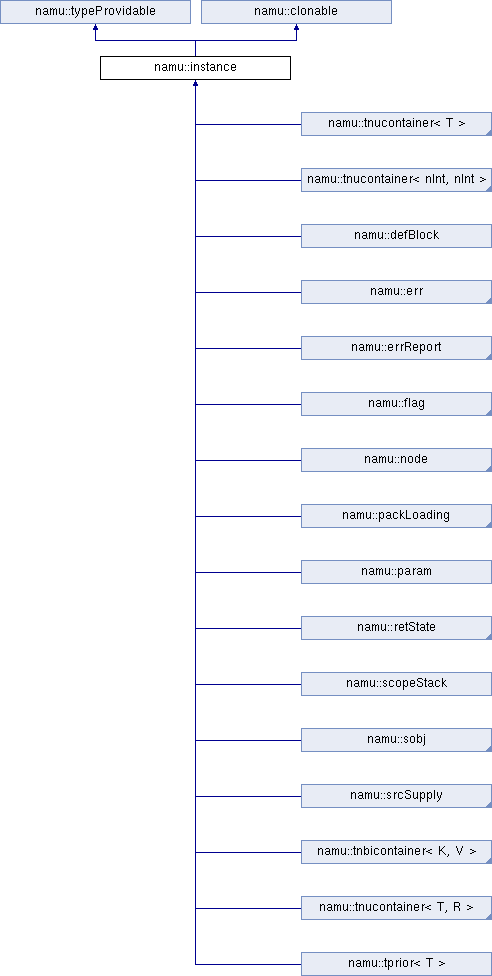 namu::typeProvidable
namu::clonable
namu::instance
namu::tnucontainer< T >
namu::tnucontainer< nInt, nInt >
namu::defBlock
namu::err
namu::errReport
namu::flag
namu::node
namu::packLoading
namu::param
namu::retState
namu::scopeStack
namu::sobj
namu::srcSupply
namu::tnbicontainer< K, V >
namu::tnucontainer< T, R >
namu::tprior< T >